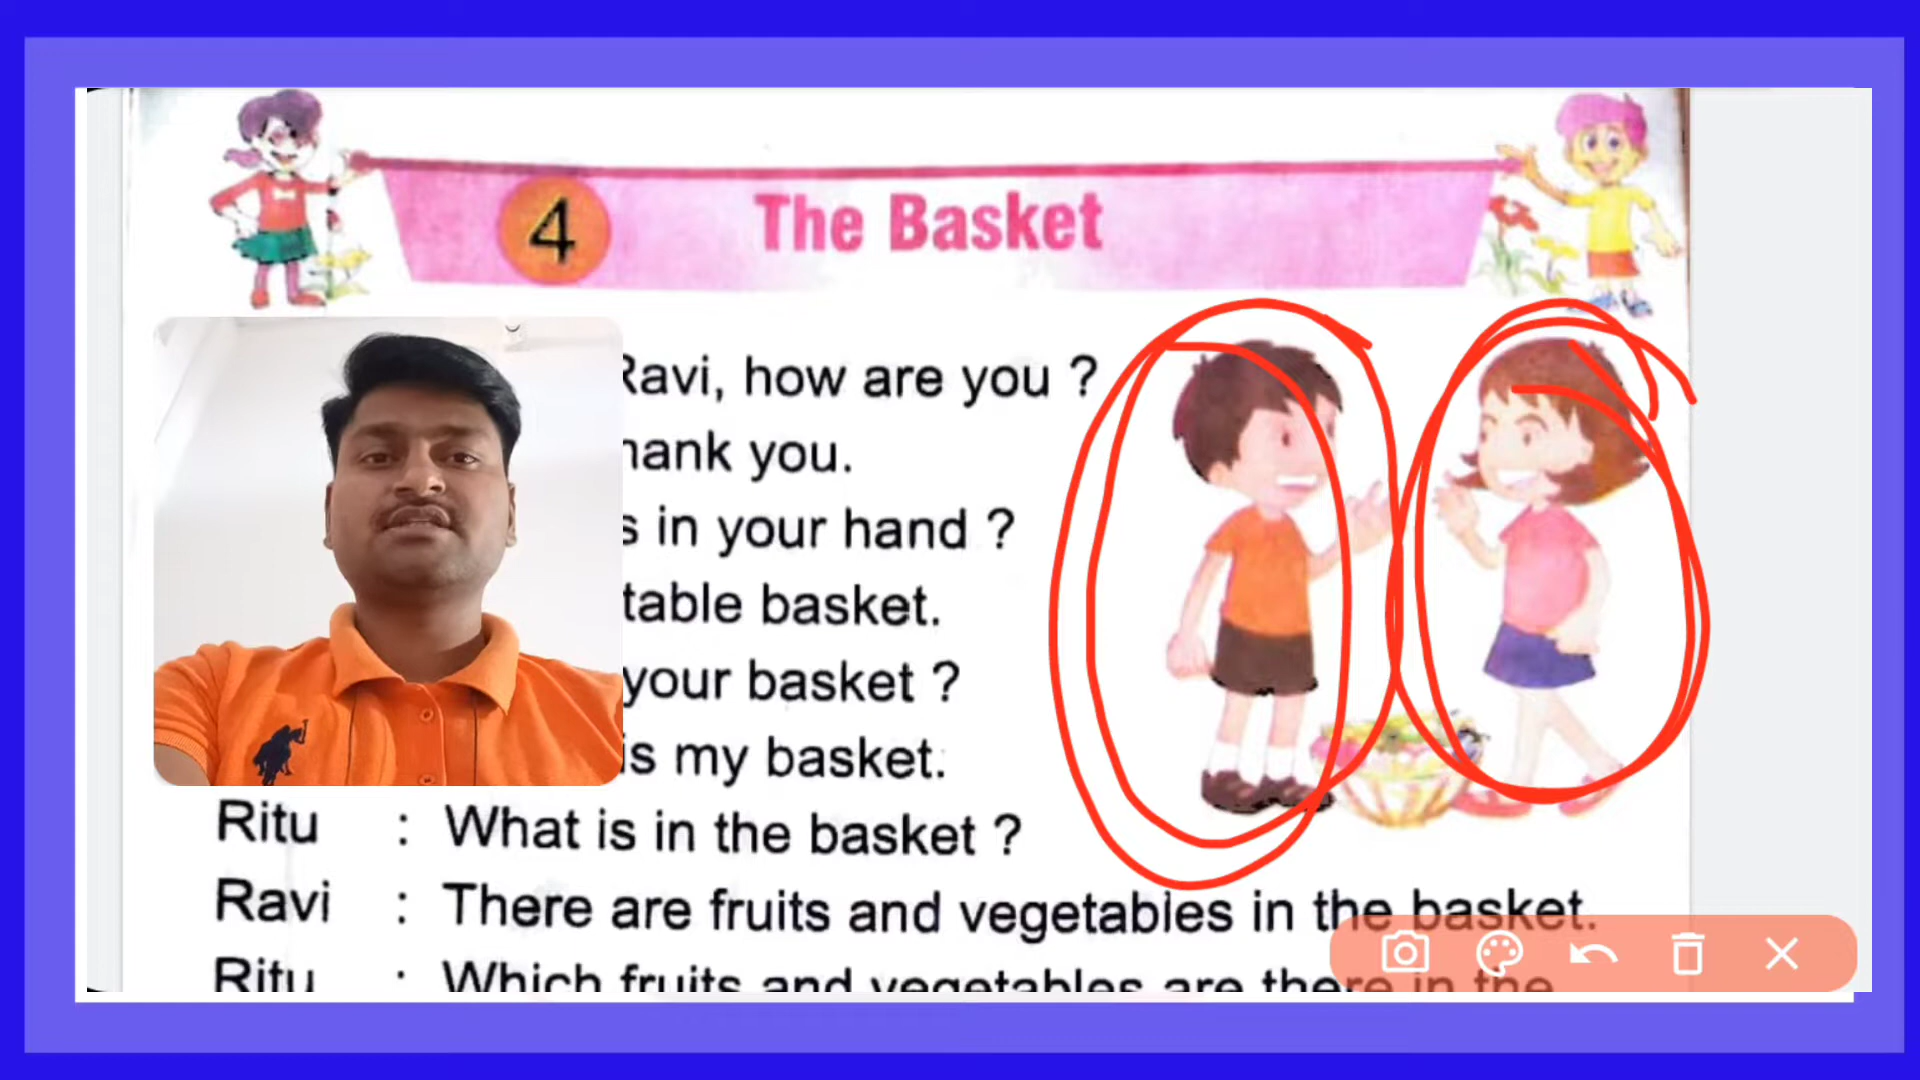 4 The Basket
Ravi, how are you ?
you.
in your hand ?
basket.
your basket ?
is my basket.
Ritu : What is in the basket ?
Ravi : There are fruits and vegetables in the basket.
Ritu : Which fruits and vegetables are there in the